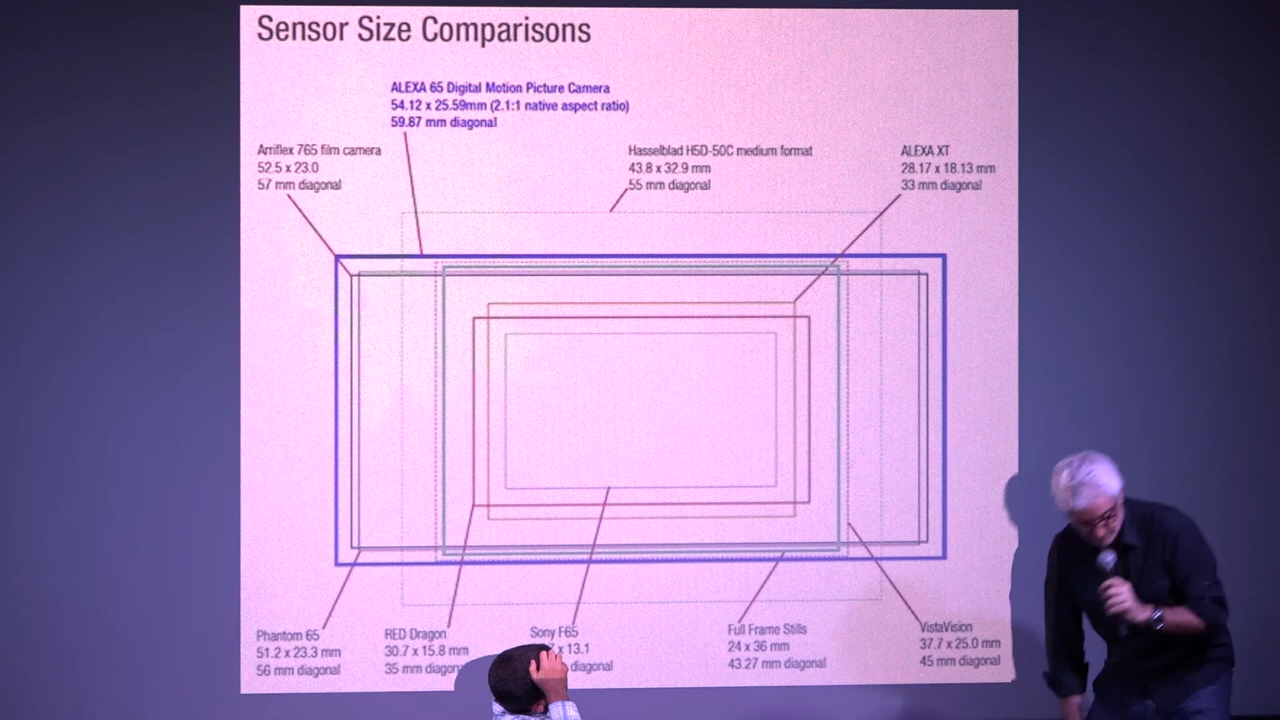 Sensor Size Comparisons
ALEXA 65 Digital Motion Picture Camera
54.12 x 25.59mm (2.1:1 native aspect ratio)
59.87 mm diagonal
Arriflex 765 film camera
52.5 x 23.0
57 mm diagonal
Hasselblad H5D-50C medium format
43.8 x 32.9 mm
55 mm diagonal
ALEXA XT
28.17 x 18.13 mm
33 mm diagonal
Phantom 65
51.2 x 23.3 mm
56 mm diagonal
RED Dragon
30.7 x 15.8 mm
35 mm diagonal
Sony F65
x 13.1
diagonal
Full Frame Stills
24 x 36 mm
43.27 mm diagonal
VistaVision
37.7 x 25.0 mm
45 mm diagonal